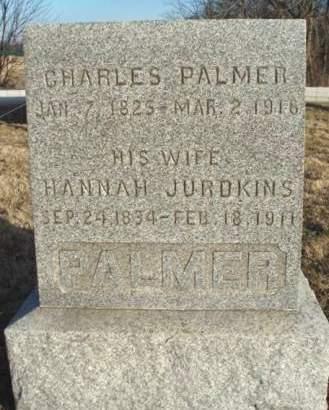 CHARLES PALMER
JAN. 7, 1825 - MAR. 2, 1916
HIS WIFE
HANNAH JURDKINS
SEP. 24, 1834 - FEB. 18, 1911
PALMER